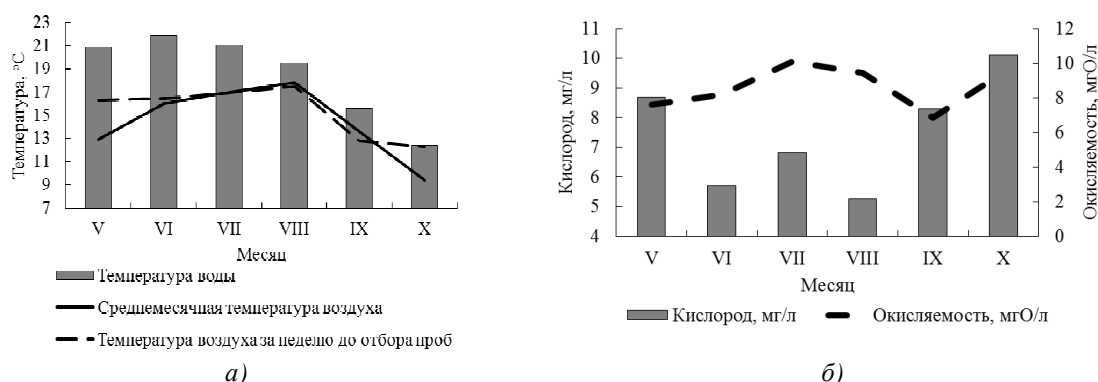 23
21
19
17
15
13
11
9
7
Температура, °С
V VI VII VIII IX X
Месяц
Температура воды
Среднемесячная температура воздуха
Температура воздуха за неделю до отбора проб
а)
11
10
9
8
7
6
5
4
Кислород, мг/л
12
10
8
6
4
2
0
Окисляемость, мгО/л
V VI VII VIII IX X
Месяц
Кислород, мг/л Окисляемость, мгО/л
б)